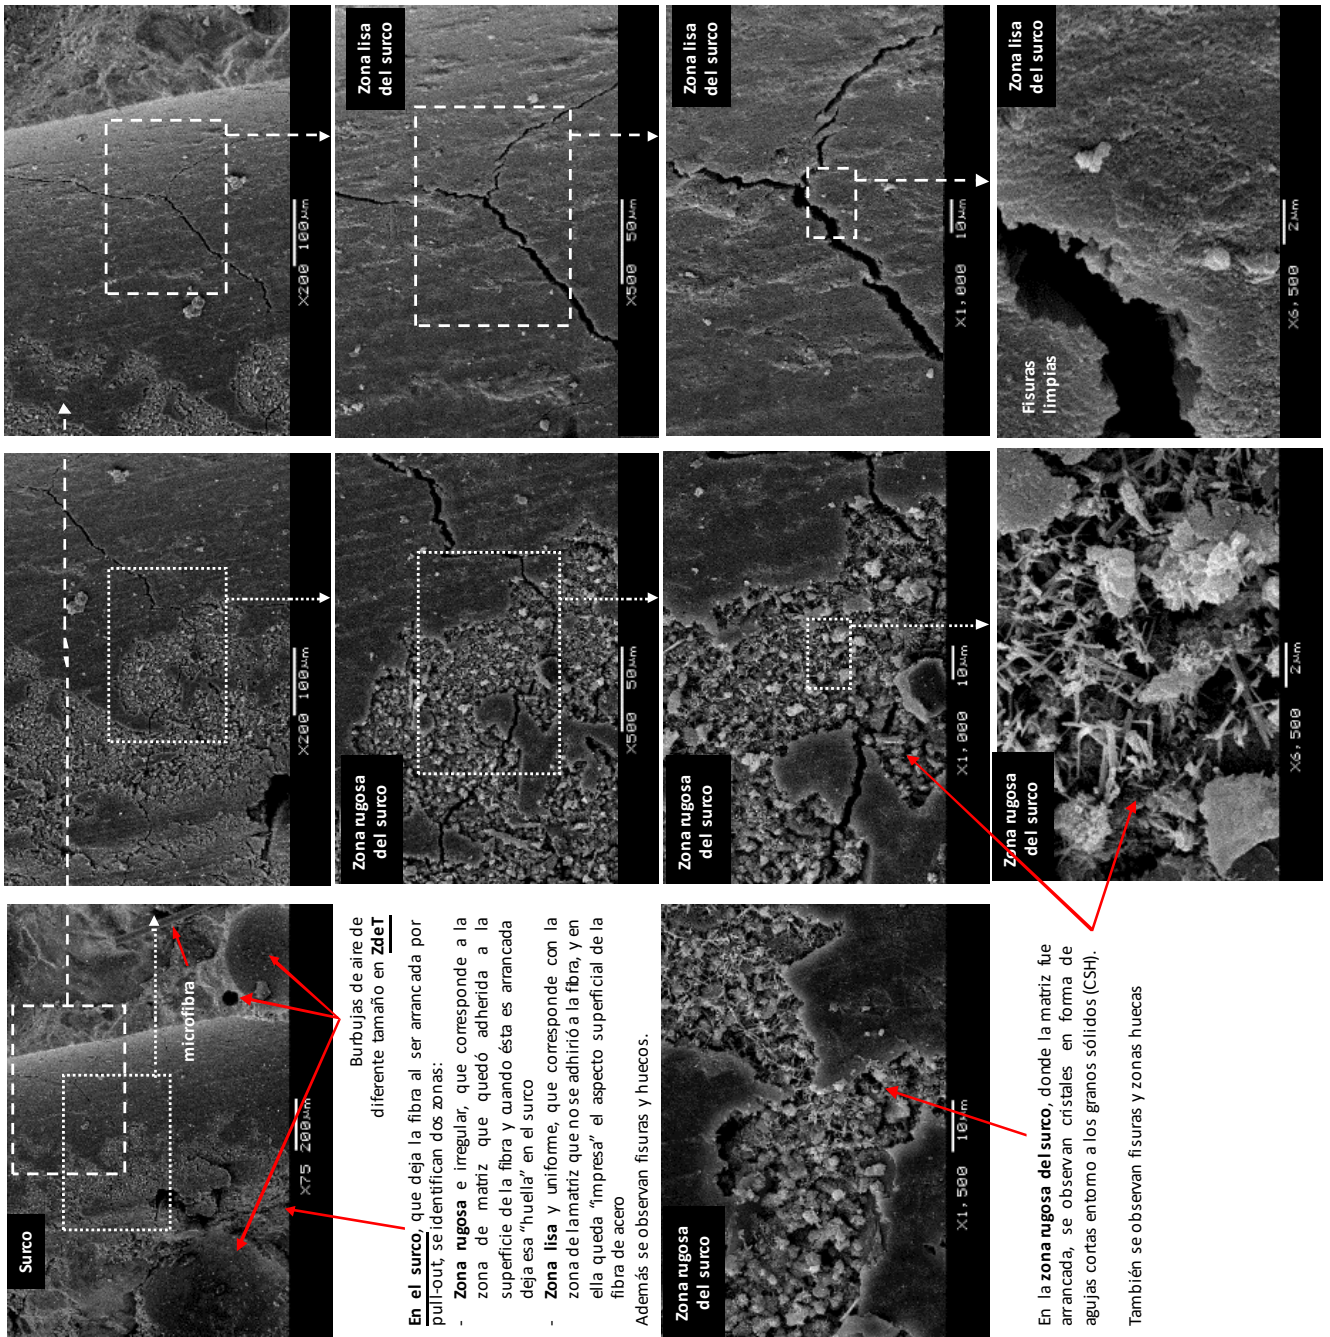 Surco
microfibra
X75 200µm
Burbujas de aire de
diferente tamaño en ZdeT
En el surco, que deja la fibra al ser arrancada por
pull-out, se identifican dos zonas:
- Zona rugosa e irregular, que corresponde a la
zona de matriz que quedó adherida a la
superficie de la fibra y cuando ésta es arrancada
deja esa “huella” en el surco
- Zona lisa y uniforme, que corresponde con la
zona de la matriz que no se adhirió a la fibra, y en
ella queda “impresa” el aspecto superficial de la
fibra de acero
Además se observan fisuras y huecos.
Zona rugosa
del surco
X1,500 10µm
En la zona rugosa del surco, donde la matriz fue
arrancada, se observan cristales en forma de
agujas cortas entorno a los granos sólidos (CSH).
También se observan fisuras y zonas huecas
X200 100µm
Zona rugosa
del surco
X500 50µm
Zona rugosa
del surco
X1,000 10µm
Zona rugosa
del surco
X6,500 2µm
X200 100µm
Zona lisa
del surco
X500 50µm
Zona lisa
del surco
X1,000 10µm
Zona lisa
del surco
Fisuras
limpias
X6,500 2µm